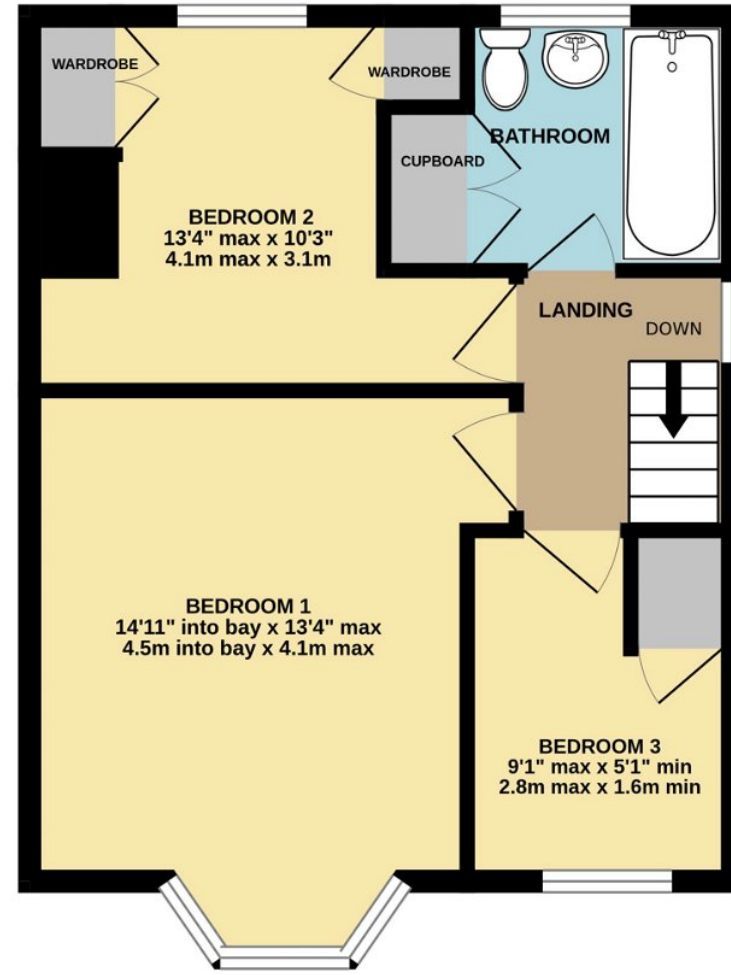 WARDROBE
WARDROBE
BATHROOM
CUPBOARD
BEDROOM 2
13'4" max x 10'3"
4.1m max x 3.1m
LANDING
DOWN
BEDROOM 1
14'11" into bay x 13'4" max
4.5m into bay x 4.1m max
BEDROOM 3
9'1" max x 5'1" min
2.8m max x 1.6m min